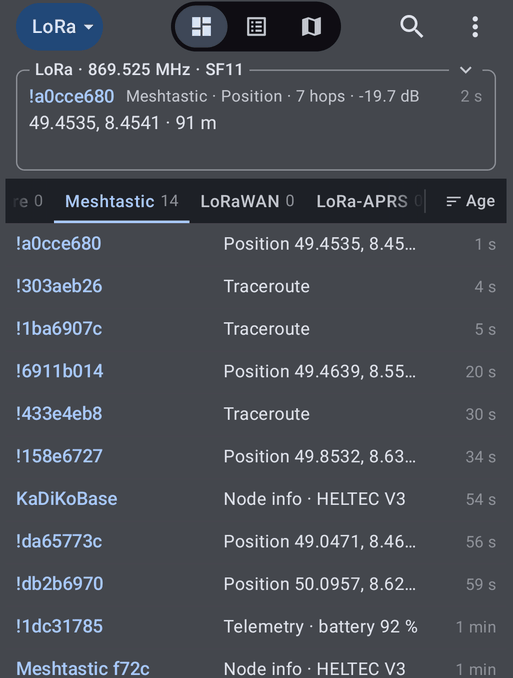 LoRa
LoRa · 869.525 MHz · SF11
!a0cce680 Meshtastic · Position · 7 hops · -19.7 dB 2 s
49.4535, 8.4541 · 91 m
re 0 Meshtastic 14 LoRaWAN 0 LoRa-APRS 0 Age
!a0cce680 Position 49.4535, 8.45… 1 s
!303aeb26 Traceroute 4 s
!1ba6907c Traceroute 5 s
!6911b014 Position 49.4639, 8.55… 20 s
!433e4eb8 Traceroute 30 s
!158e6727 Position 49.8532, 8.63… 34 s
KaDiKoBase Node info · HELTEC V3 54 s
!da65773c Position 49.0471, 8.46… 56 s
!db2b6970 Position 50.0957, 8.62… 59 s
!1dc31785 Telemetry · battery 92 % 1 min
Meshtastic f72c Node info · HELTEC V3 1 min